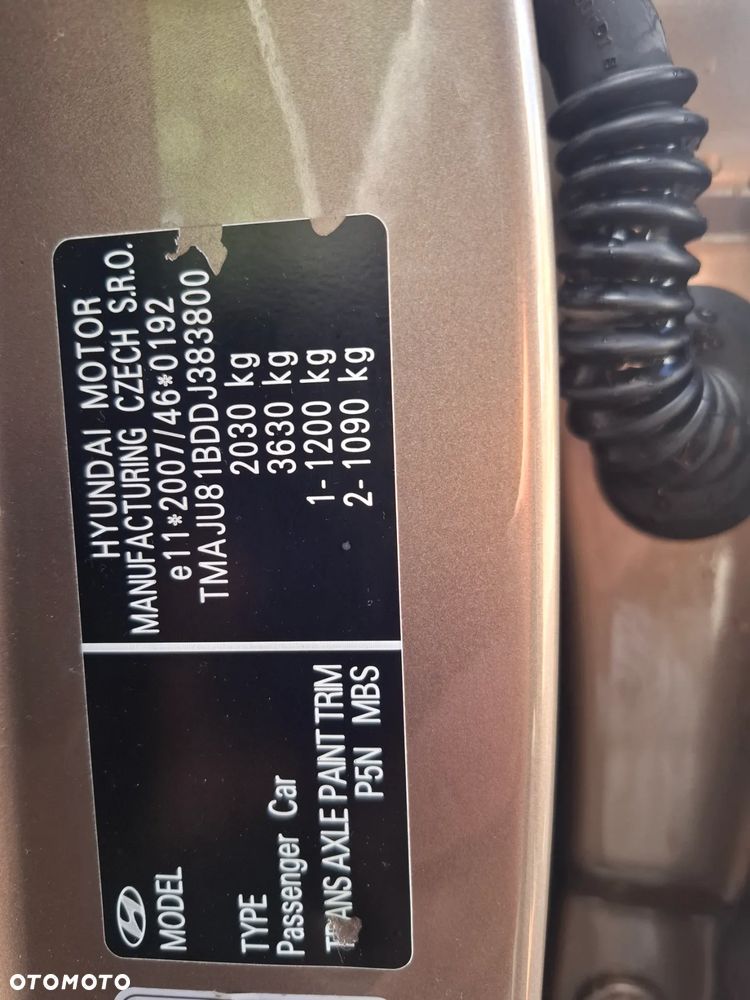 HYUNDAI MOTOR
MANUFACTURING CZECH S.R.O.
e11*2007/46*0192
TMAJU81BDDJ383800
2030 kg
3630 kg
1- 1200 kg
2- 1090 kg
MODEL
TYPE
Passenger Car
TRANS AXLE PAINT TRIM
P5N MBS
OTOMOTO